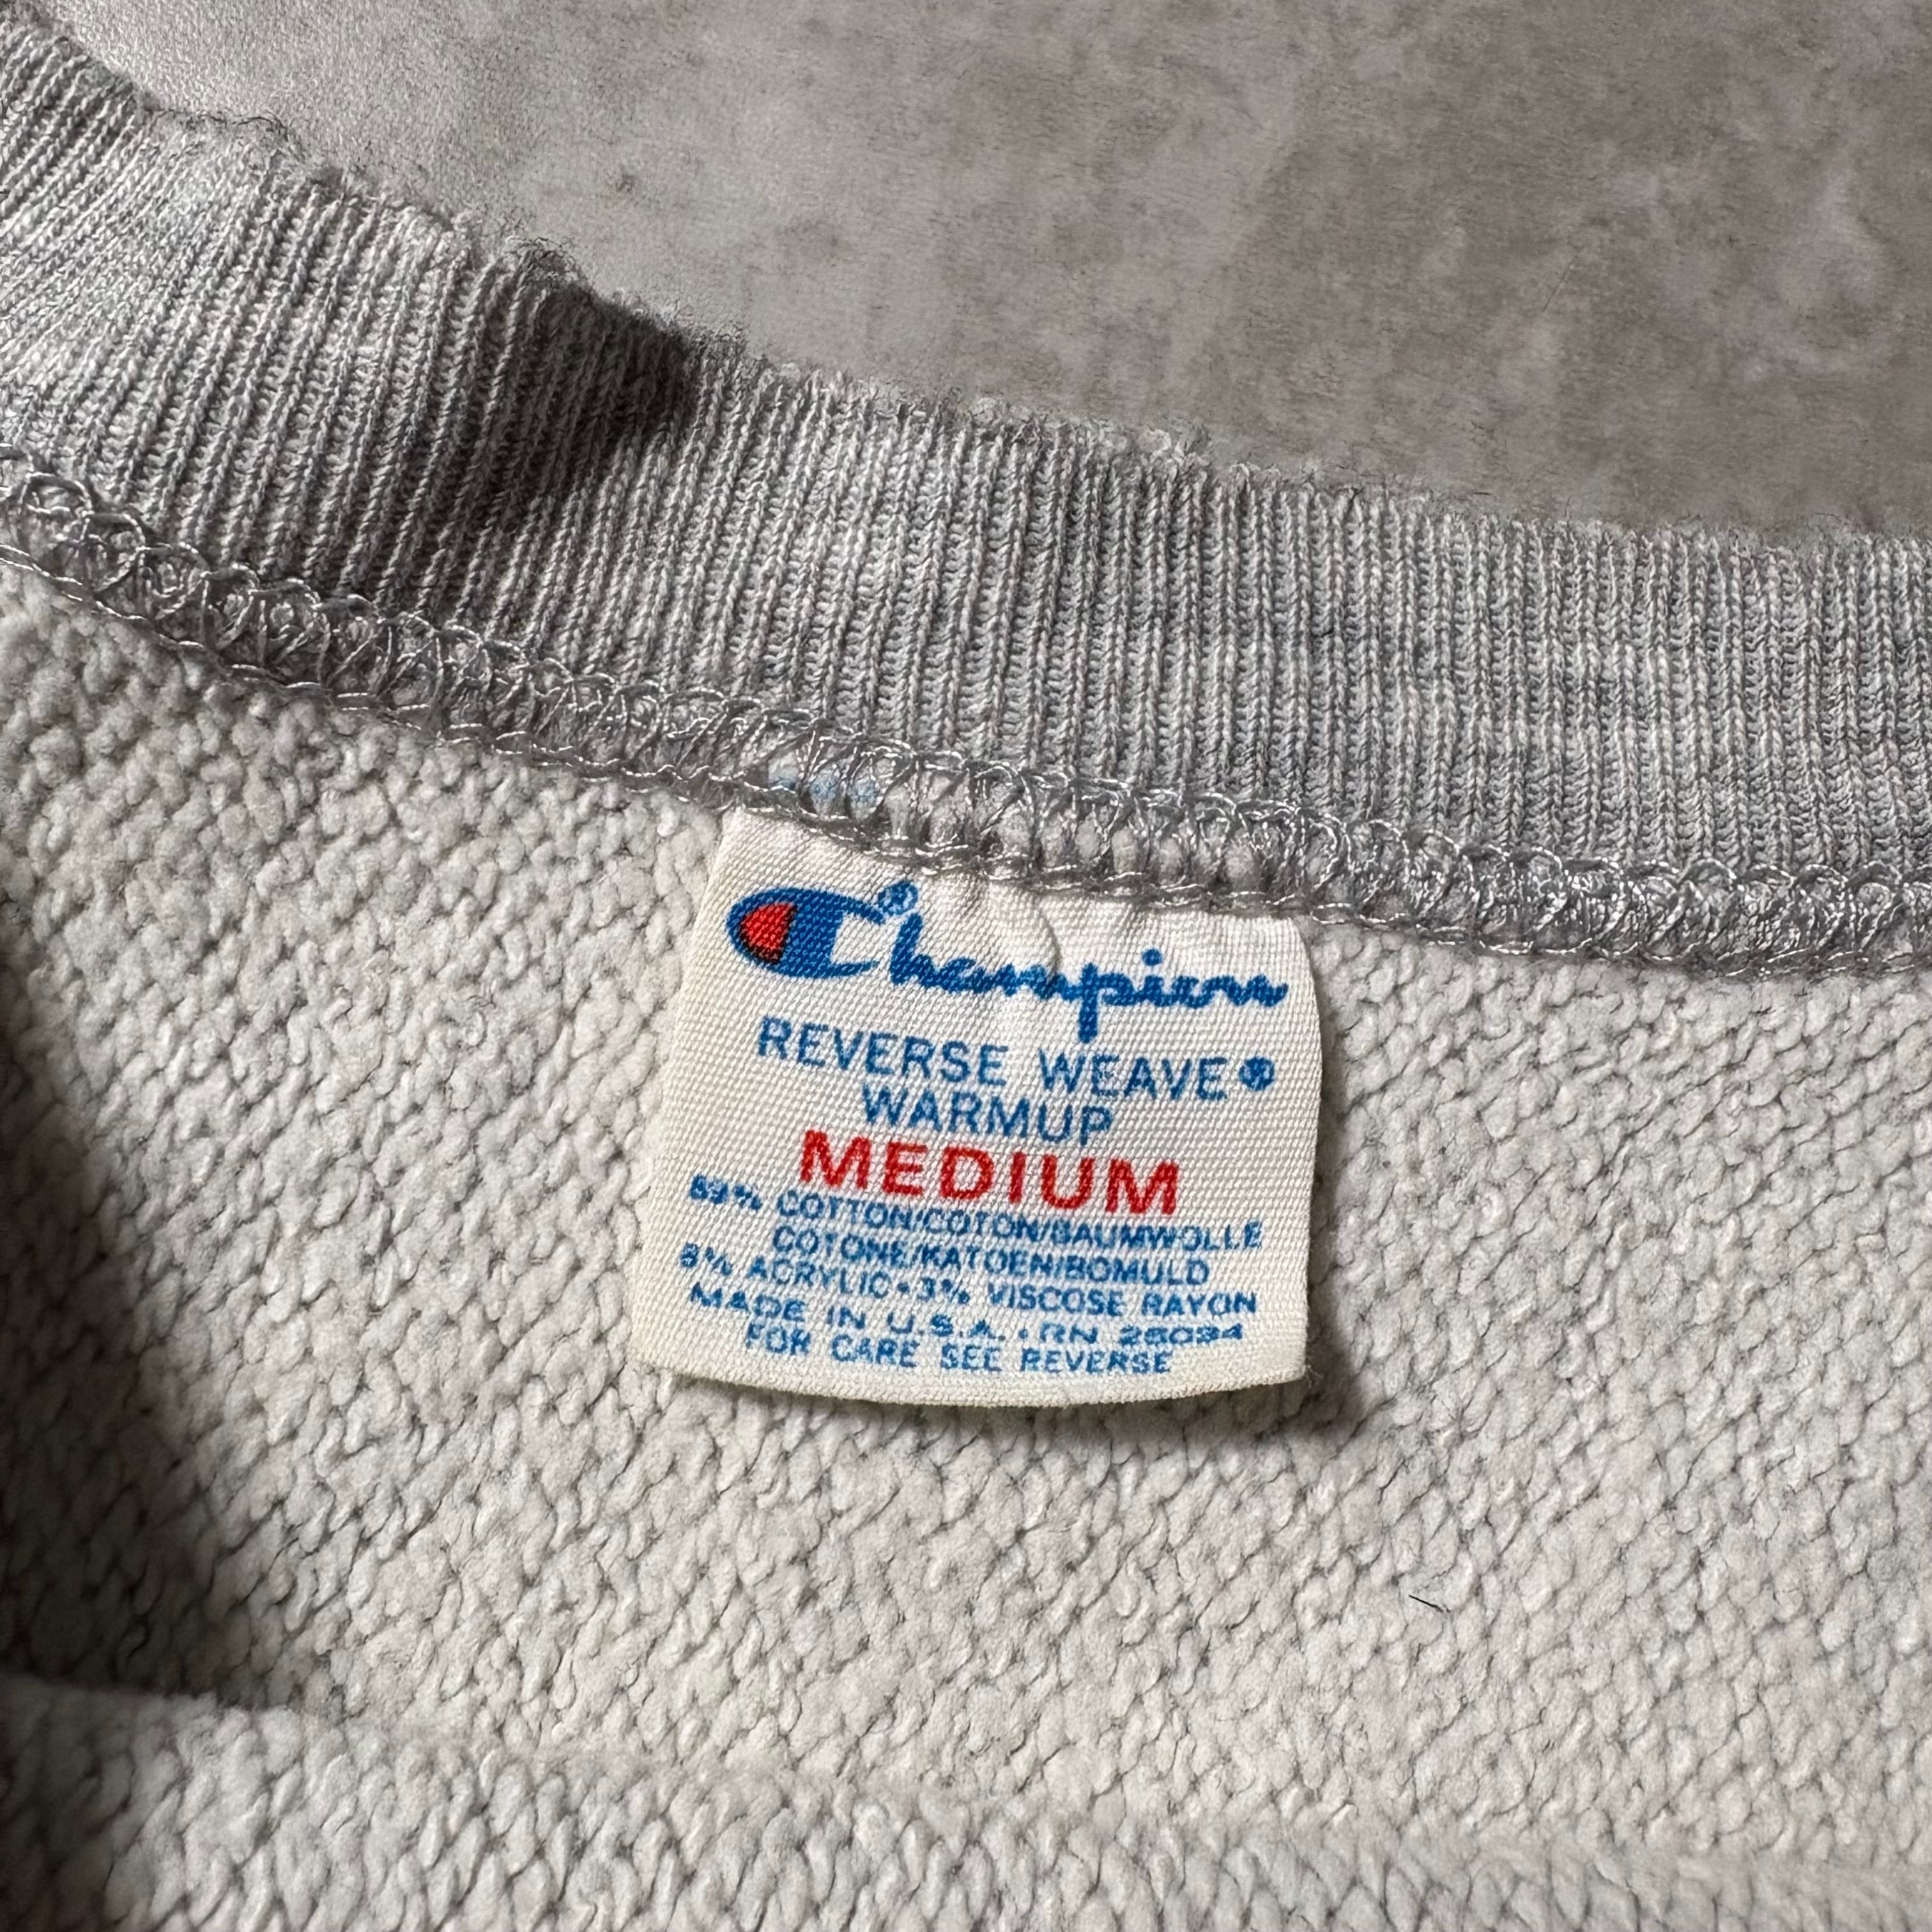 Champion®
REVERSE WEAVE®
WARMUP
MEDIUM
89% COTTON/COTON/BAUMWOLLE
COTONE/KATOEN/BOMULD
8% ACRYLIC • 3% VISCOSE RAYON
MADE IN U.S.A. • RN 26094
FOR CARE SEE REVERSE